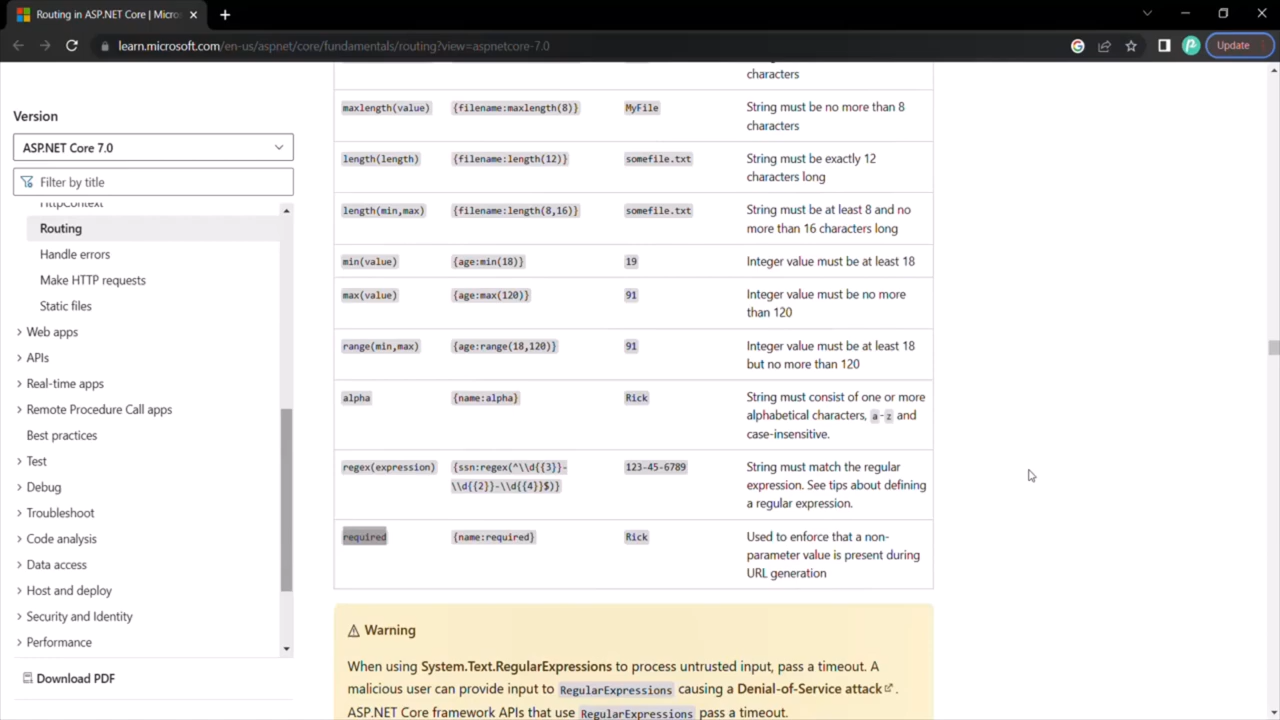 Routing in ASP.NET Core | Micros
learn.microsoft.com/en-us/aspnet/core/fundamentals/routing?view=aspnetcore-7.0
Update
Version
ASP.NET Core 7.0
Filter by title
HttpContext
Routing
Handle errors
Make HTTP requests
Static files
Web apps
APIs
Real-time apps
Remote Procedure Call apps
Best practices
Test
Debug
Troubleshoot
Code analysis
Data access
Host and deploy
Security and Identity
Performance
Download PDF
characters
maxlength(value) {filename:maxlength(8)} MyFile String must be no more than 8
characters
length(length) {filename:length(12)} somefile.txt String must be exactly 12
characters long
length(min,max) {filename:length(8,16)} somefile.txt String must be at least 8 and no
more than 16 characters long
min(value) {age:min(18)} 19 Integer value must be at least 18
max(value) {age:max(120)} 91 Integer value must be no more
than 120
range(min,max) {age:range(18,120)} 91 Integer value must be at least 18
but no more than 120
alpha {name:alpha} Rick String must consist of one or more
alphabetical characters, a-z and
case-insensitive.
regex(expression) {ssn:regex(^\\d{{3}}- 123-45-6789 String must match the regular
\\d{{2}}-\\d{{4}}$)} expression. See tips about defining
a regular expression.
required {name:required} Rick Used to enforce that a non-
parameter value is present during
URL generation
Warning
When using System.Text.RegularExpressions to process untrusted input, pass a timeout. A
malicious user can provide input to RegularExpressions causing a Denial-of-Service attack.
ASP.NET Core framework APIs that use RegularExpressions pass a timeout.